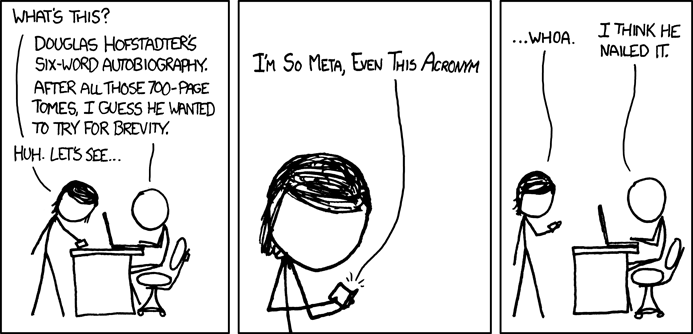 WHAT'S THIS?
DOUGLAS HOFSTADTER'S
SIX-WORD AUTOBIOGRAPHY.
AFTER ALL THOSE 700-PAGE
TOMES, I GUESS HE WANTED
TO TRY FOR BREVITY.
HUH. LET'S SEE...
I'M SO META, EVEN THIS ACRONYM
...WHOA.
I THINK HE
NAILED IT.